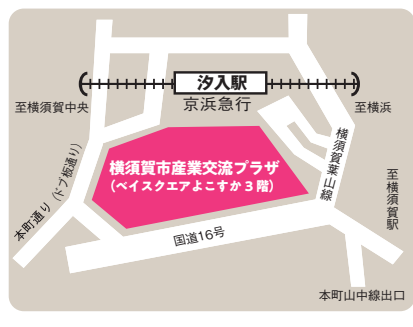 汐入駅
京浜急行
至横須賀中央
至横浜
横須賀市産業交流プラザ
（ベイスクエアよこすか３階）
横須賀葉山線
至横須賀駅
本町通り（ドブ板通り）
国道16号
本町山中線出口